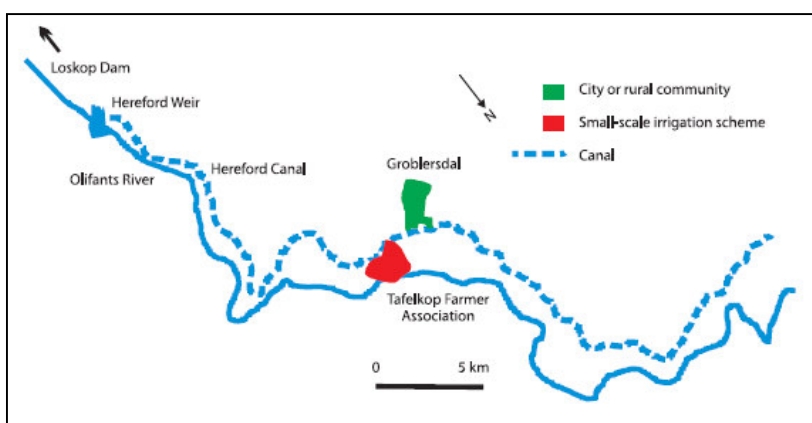 Loskop Dam
Hereford Weir
Olifants River
Hereford Canal
Groblersdal
Tafelkop Farmer
Association
0 5 km
N
City or rural community
Small-scale irrigation scheme
Canal